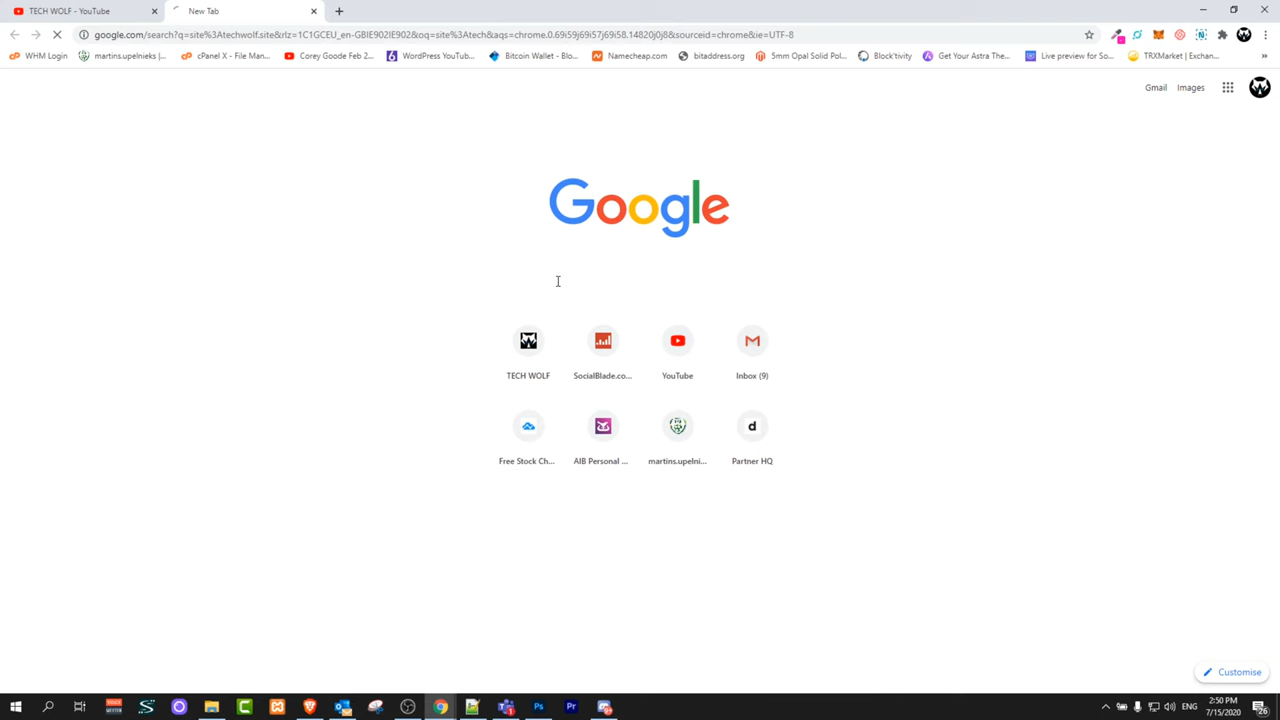 TECH WOLF - YouTube
New Tab
google.com/search?q=site%3Atechwolf.site&rlz=1C1GCEU_en-GBIE902IE902&oq=site%3Atech&aqs=chrome.0.69i59j69i57j69i58.14820j0j8&sourceid=chrome&ie=UTF-8
WHM Login martins.upelnieks |... cPanel X - File Man... Corey Goode Feb 2... WordPress YouTub... Bitcoin Wallet - Blo... Namecheap.com bitaddress.org 5mm Opal Solid Pol... Block'tivity Get Your Astra The... Live preview for So... TRXMarket | Exchan... »
Gmail Images
Google
TECH WOLF SocialBlade.co... YouTube Inbox (9)
Free Stock Ch... AIB Personal ... martins.upelni... Partner HQ
Customise
ENG
2:50 PM
7/15/2020
26